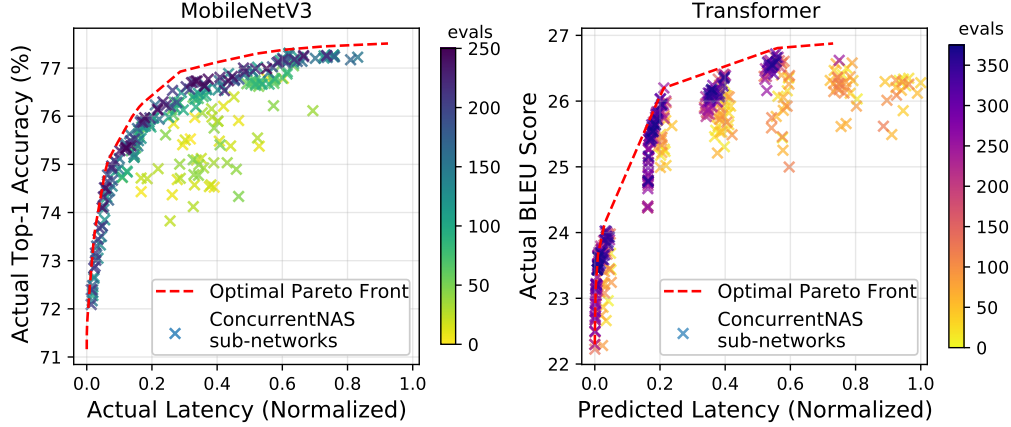 MobileNetV3
Actual Top-1 Accuracy (%)
77
76
75
74
73
72
71
0.0 0.2 0.4 0.6 0.8 1.0
Actual Latency (Normalized)
Optimal Pareto Front
ConcurrentNAS
sub-networks
evals
250
200
150
100
50
0
Transformer
Actual BLEU Score
27
26
25
24
23
22
0.0 0.2 0.4 0.6 0.8 1.0
Predicted Latency (Normalized)
Optimal Pareto Front
ConcurrentNAS
sub-networks
evals
350
300
250
200
150
100
50
0